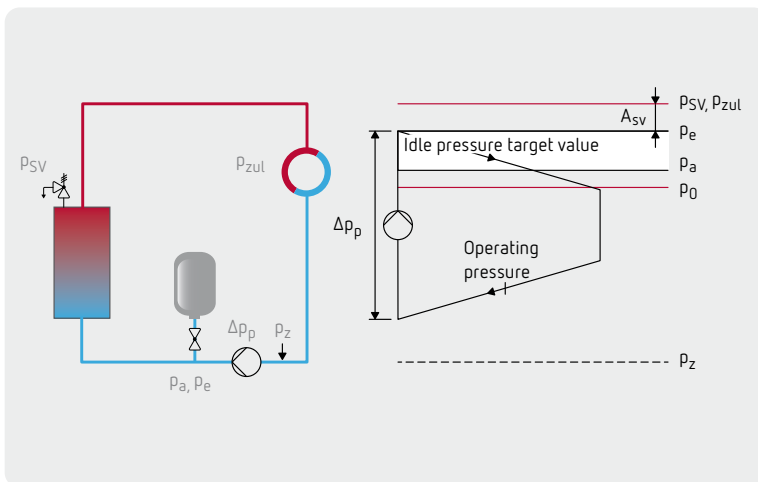 pSV
pzul
Δpp
pz
pa, pe
pSV, pzul
Asv
pe
Idle pressure target value
pa
p0
Δpp
Operating
pressure
pz